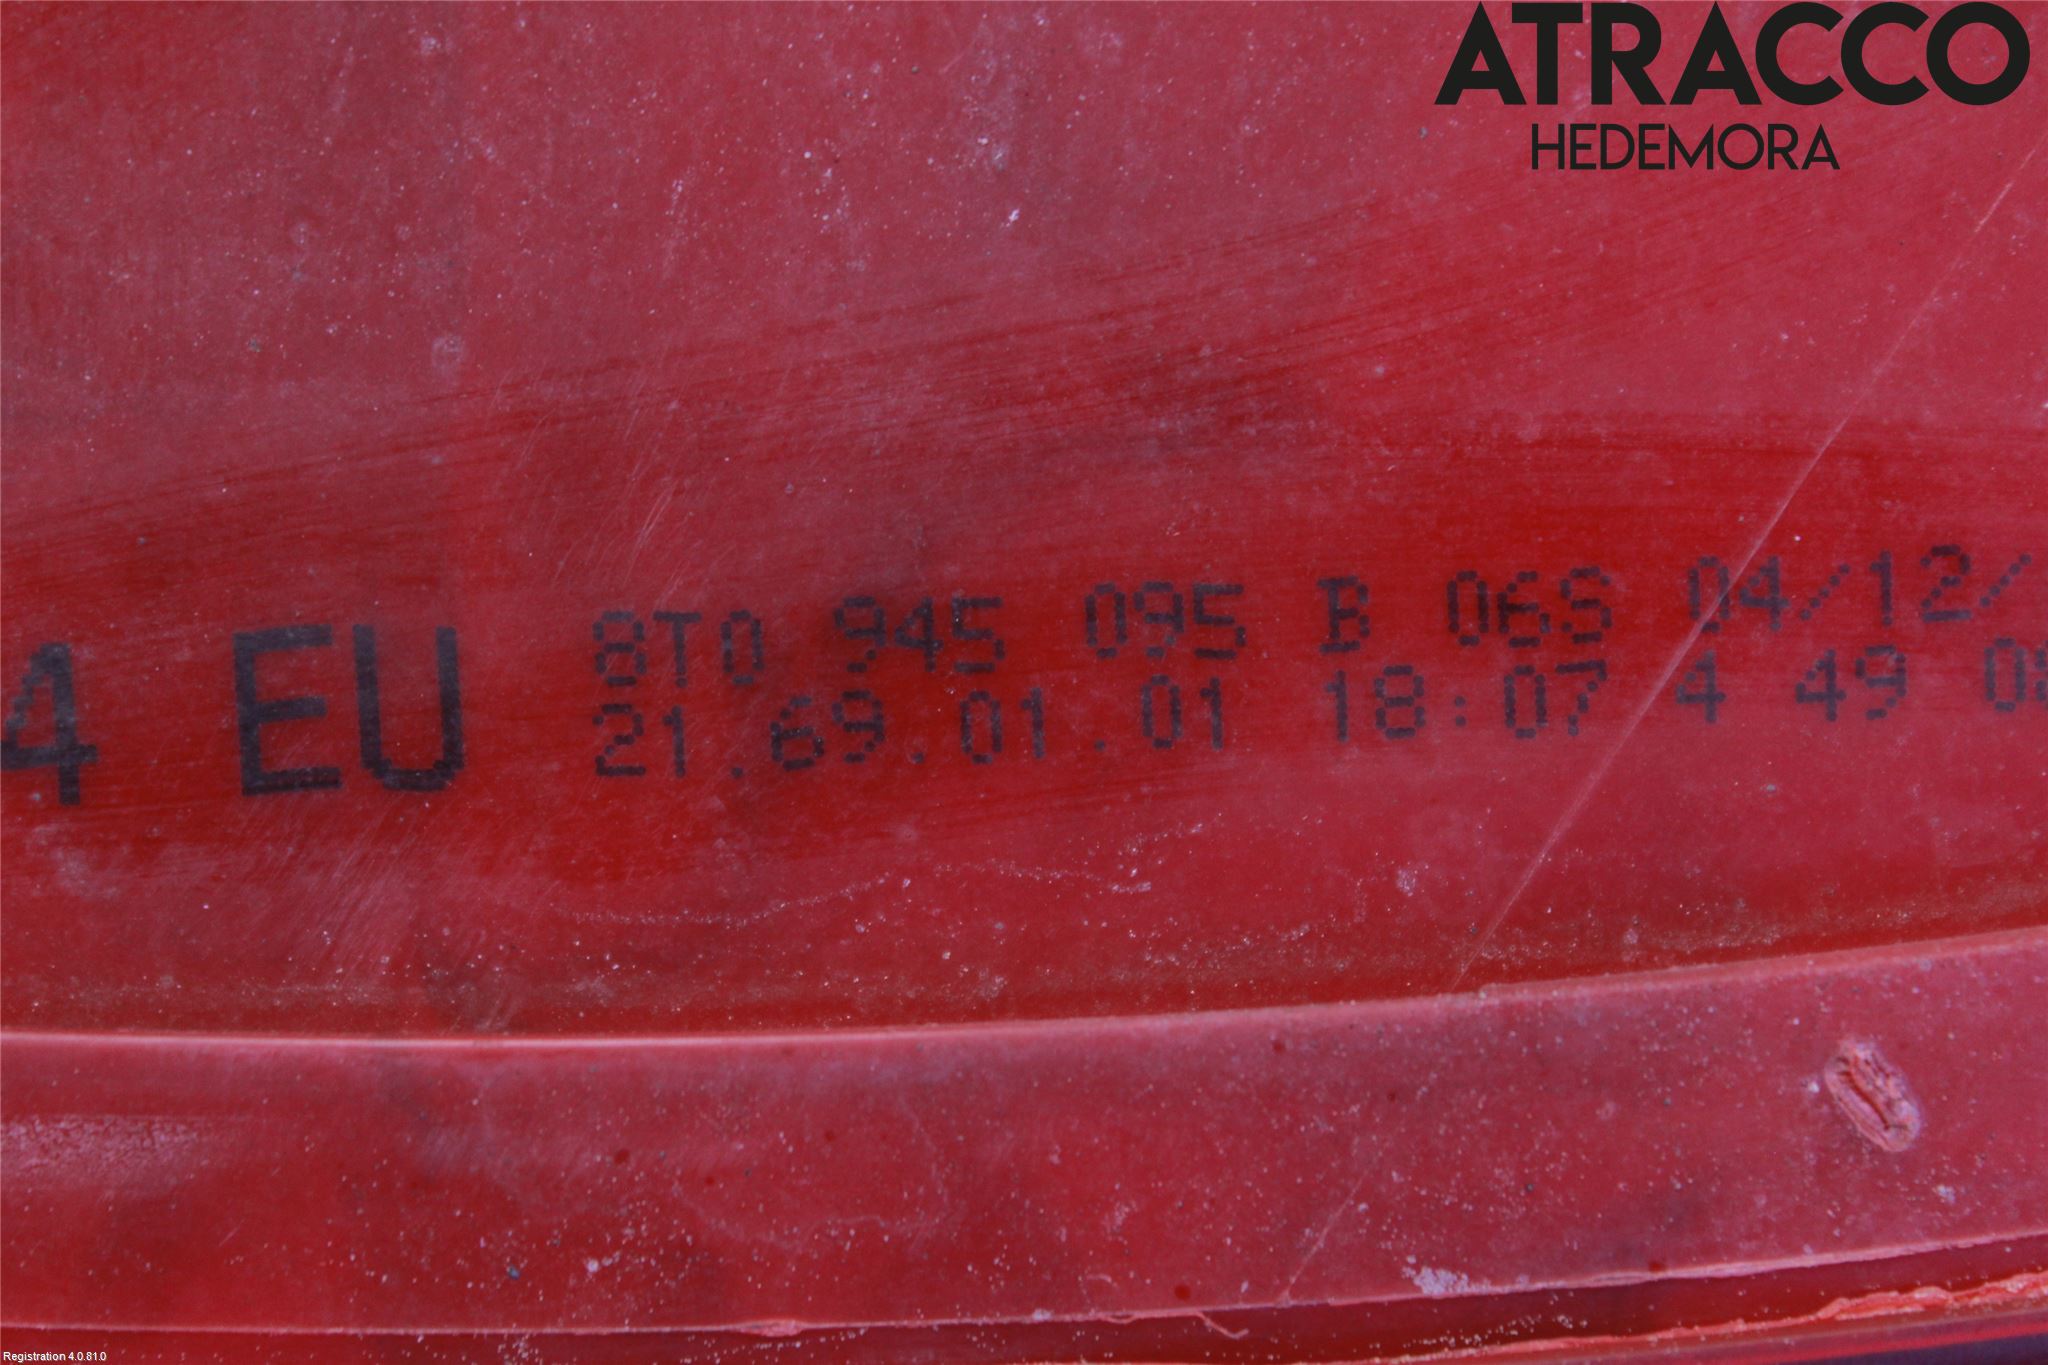 ATRACCO
HEDEMORA
4 EU
8T0 945 095 B 06S 04/12/
21.69.01.01 18:07 4 49
Registration 4.0.81.0